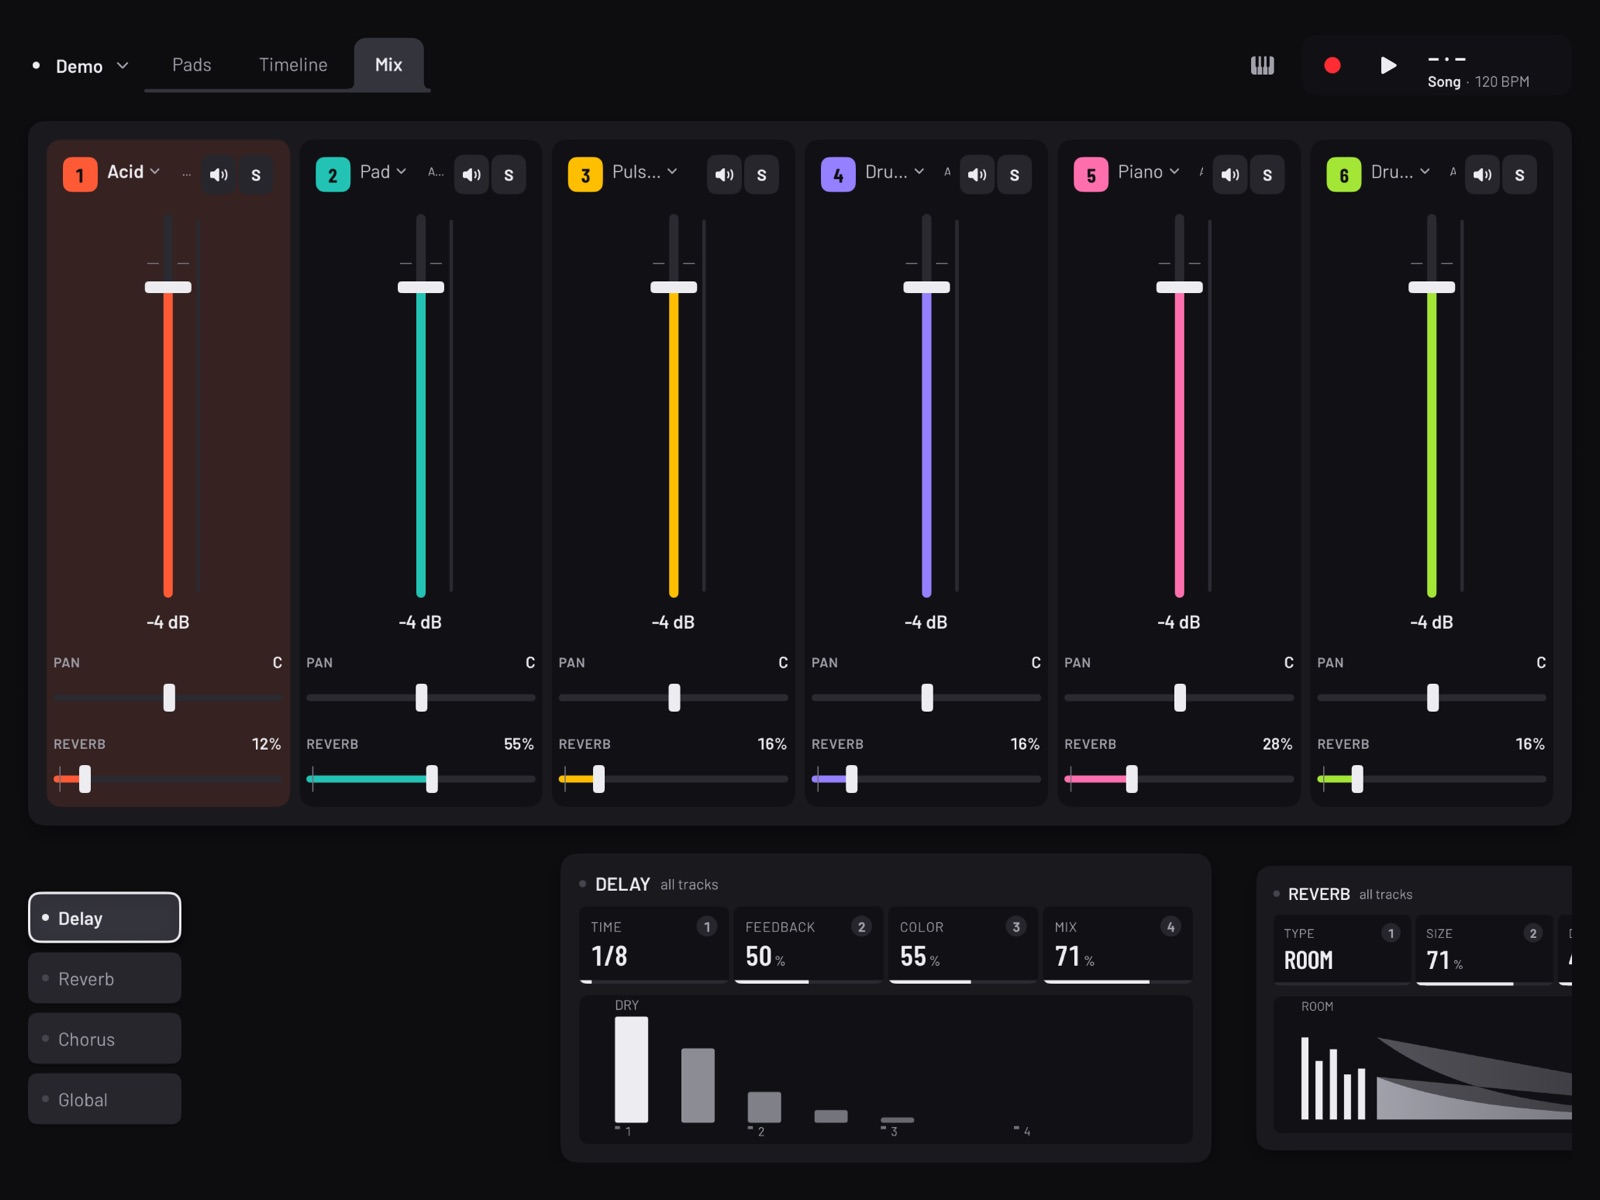 Demo
Pads
Timeline
Mix
Song · 120 BPM
1 Acid ... S
2 Pad A... S
3 Puls... S
4 Dru... A S
5 Piano S
6 Dru... A S
-4 dB
-4 dB
-4 dB
-4 dB
-4 dB
-4 dB
PAN C
PAN C
PAN C
PAN C
PAN C
PAN C
REVERB 12%
REVERB 55%
REVERB 16%
REVERB 16%
REVERB 28%
REVERB 16%
Delay
Reverb
Chorus
Global
DELAY all tracks
TIME 1
1/8
FEEDBACK 2
50 %
COLOR 3
55 %
MIX 4
71 %
DRY
1
2
3
4
REVERB all tracks
TYPE 1
ROOM
SIZE 2
71 %
ROOM